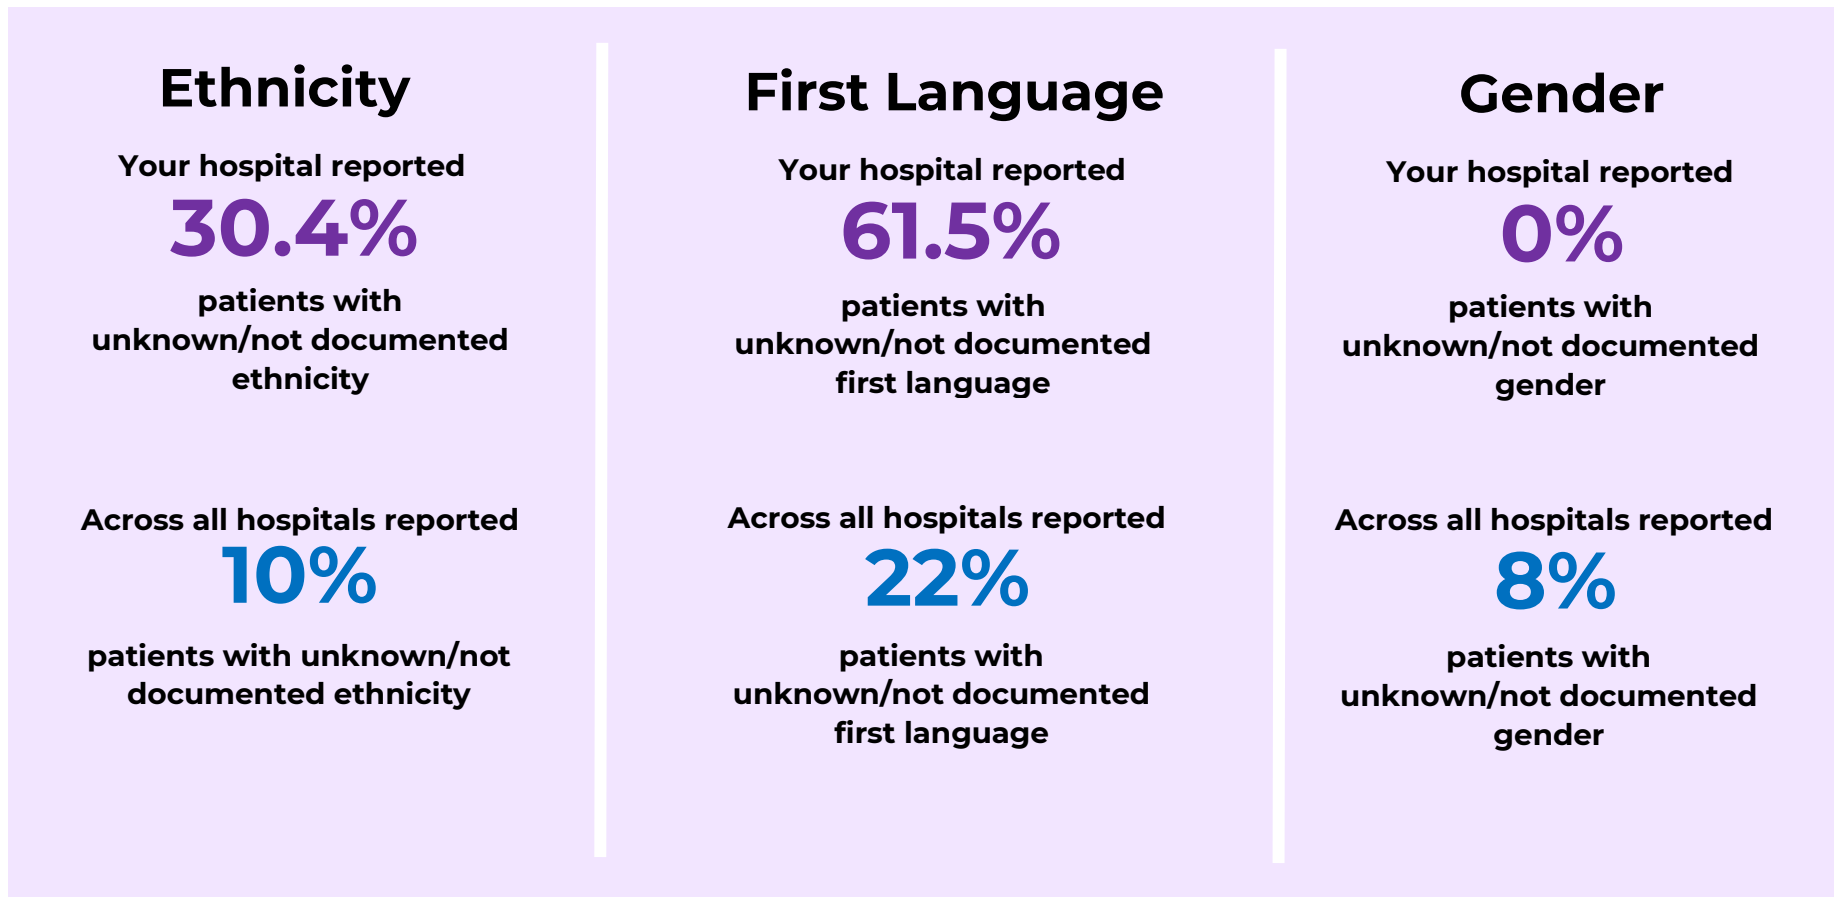 Ethnicity
Your hospital reported
30.4%
patients with
unknown/not documented
ethnicity
Across all hospitals reported
10%
patients with unknown/not
documented ethnicity
First Language
Your hospital reported
61.5%
patients with
unknown/not documented
first language
Across all hospitals reported
22%
patients with
unknown/not documented
first language
Gender
Your hospital reported
0%
patients with
unknown/not documented
gender
Across all hospitals reported
8%
patients with
unknown/not documented
gender